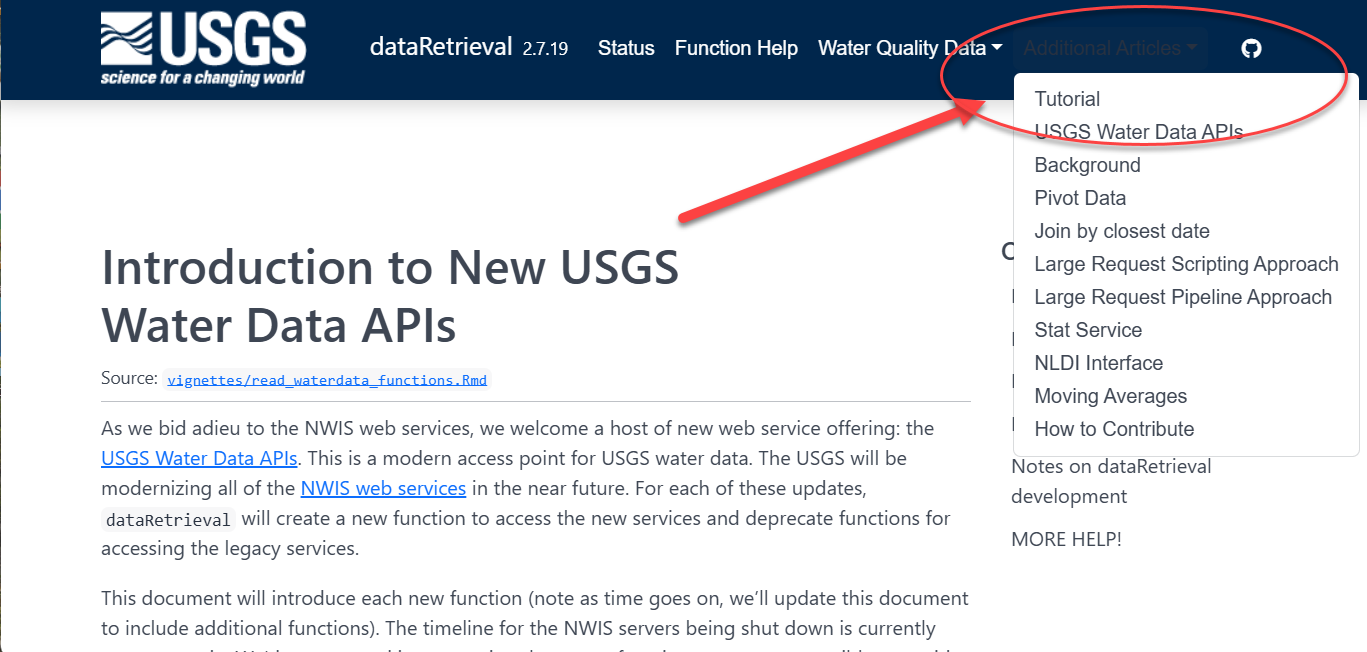 USGS
science for a changing world
dataRetrieval 2.7.19 Status Function Help Water Quality Data Additional Articles
Tutorial
USGS Water Data APIs
Background
Pivot Data
Join by closest date
Large Request Scripting Approach
Large Request Pipeline Approach
Stat Service
NLDI Interface
Moving Averages
How to Contribute
Introduction to New USGS
Water Data APIs
Source: vignettes/read_waterdata_functions.Rmd
As we bid adieu to the NWIS web services, we welcome a host of new web service offering: the
USGS Water Data APIs. This is a modern access point for USGS water data. The USGS will be
modernizing all of the NWIS web services in the near future. For each of these updates,
dataRetrieval will create a new function to access the new services and deprecate functions for
accessing the legacy services.
This document will introduce each new function (note as time goes on, we'll update this document
to include additional functions). The timeline for the NWIS servers being shut down is currently
Notes on dataRetrieval
development
MORE HELP!